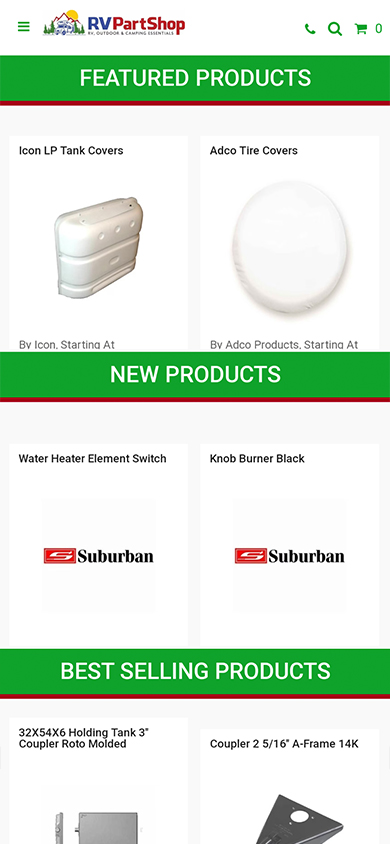 RVPartShop
RV, OUTDOOR & CAMPING ESSENTIALS
0
FEATURED PRODUCTS
Icon LP Tank Covers
Adco Tire Covers
By Icon, Starting At
By Adco Products, Starting At
NEW PRODUCTS
Water Heater Element Switch
Knob Burner Black
Suburban
Suburban
BEST SELLING PRODUCTS
32X54X6 Holding Tank 3"
Coupler Roto Molded
Coupler 2 5/16" A-Frame 14K